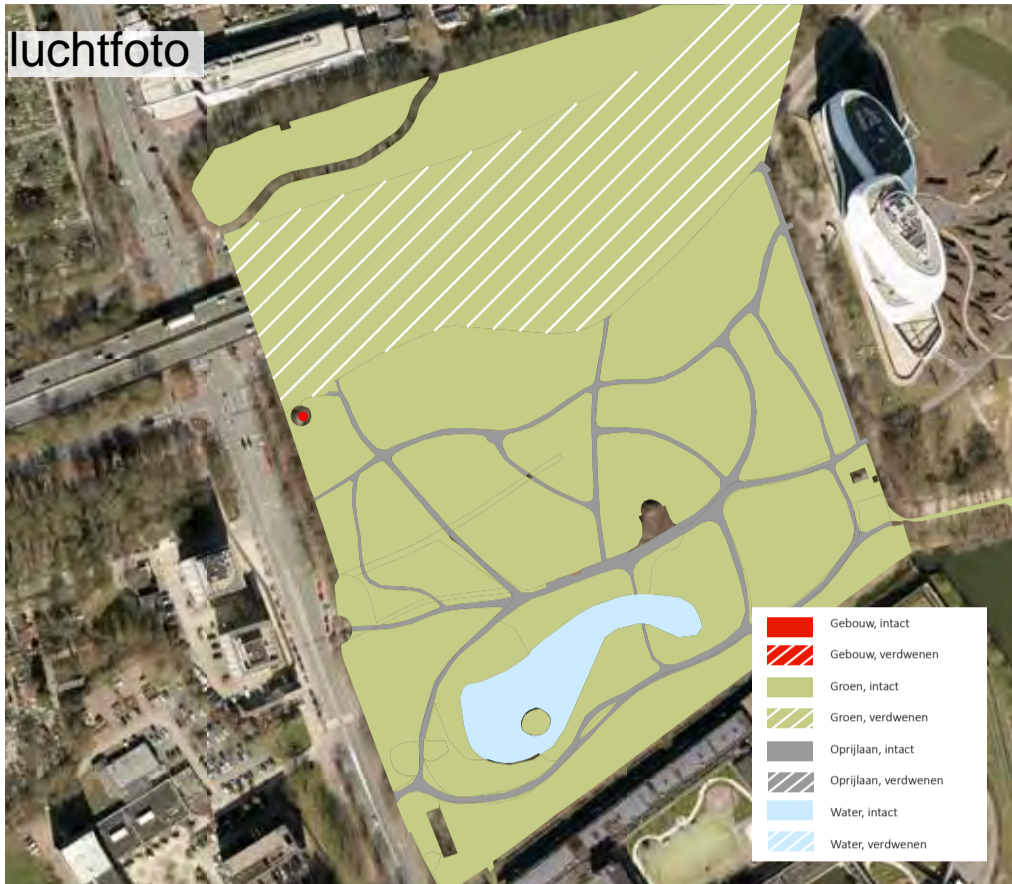 luchtfoto
Gebouw, intact
Gebouw, verdwenen
Groen, intact
Groen, verdwenen
Oprijlaan, intact
Oprijlaan, verdwenen
Water, intact
Water, verdwenen